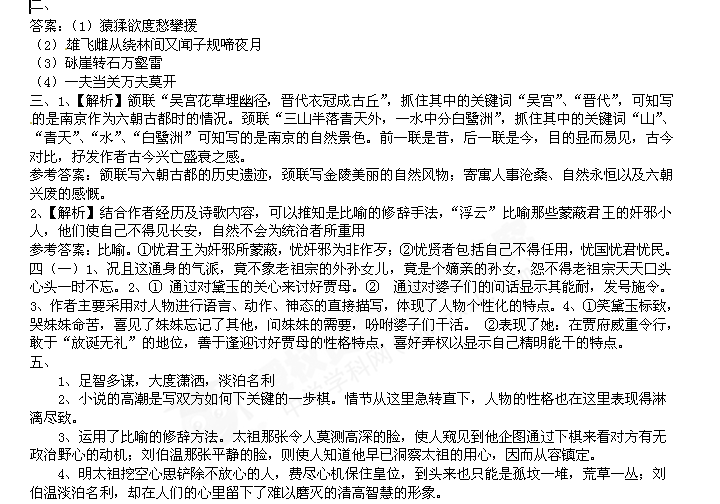 二、
答案：（1）猿猱欲度愁攀援
（2）雄飞雌从绕林间又闻子规啼夜月
（3）砯崖转石万壑雷
（4）一夫当关万夫莫开
三、1、【解析】颔联“吴宫花草埋幽径，晋代衣冠成古丘”，抓住其中的关键词“吴宫”、“晋代”，可知写
的是南京作为六朝古都时的情况。颈联“三山半落青天外，一水中分白鹭洲”，抓住其中的关键词“山”、
“青天”、“水”、“白鹭洲”可知写的是南京的自然景色。前一联是昔，后一联是今，目的显而易见，古今
对比，抒发作者古今兴亡盛衰之感。
参考答案：颔联写六朝古都的历史遗迹，颈联写金陵美丽的自然风物；寄寓人事沧桑、自然永恒以及六朝
兴废的感慨。
2、【解析】结合作者经历及诗歌内容，可以推知是比喻的修辞手法，“浮云”比喻那些蒙蔽君王的奸邪小
人，他们使自己不得见长安，自然不会为统治者所重用
参考答案：比喻。①忧君王为奸邪所蒙蔽，忧奸邪为非作歹；②忧贤者包括自己不得任用，忧国忧君忧民。
四（一）1、况且这通身的气派，竟不象老祖宗的外孙女儿，竟是个嫡亲的孙女，怨不得老祖宗天天口头
心头一时不忘。2、① 通过对黛玉的关心来讨好贾母。② 通过对婆子们的问话显示其能耐，发号施令。
3、作者主要采用对人物进行语言、动作、神态的直接描写，体现了人物个性化的特点。4、①笑黛玉标致，
哭妹妹命苦，喜见了妹妹忘记了其他，问妹妹的需要，吩咐婆子们干活。 ②表现了她：在贾府威重令行，
敢于“放诞无礼”的地位，善于逢迎讨好贾母的性格特点，喜好弄权以显示自己精明能干的特点。
五、
1、足智多谋，大度潇洒，淡泊名利
2、小说的高潮是写双方如何下关键的一步棋。情节从这里急转直下，人物的性格也在这里表现得淋
漓尽致。
3、运用了比喻的修辞方法。太祖那张令人莫测高深的脸，使人窥见到他企图通过下棋来看对方有无
政治野心的动机；刘伯温那张平静的脸，则使人知道他早已洞察太祖的用心，因而从容镇定。
4、明太祖挖空心思铲除不放心的人，费尽心机保住皇位，到头来也只能是孤坟一堆，荒草一丛；刘
伯温淡泊名利，却在人们的心里留下了难以磨灭的清高智慧的形象。